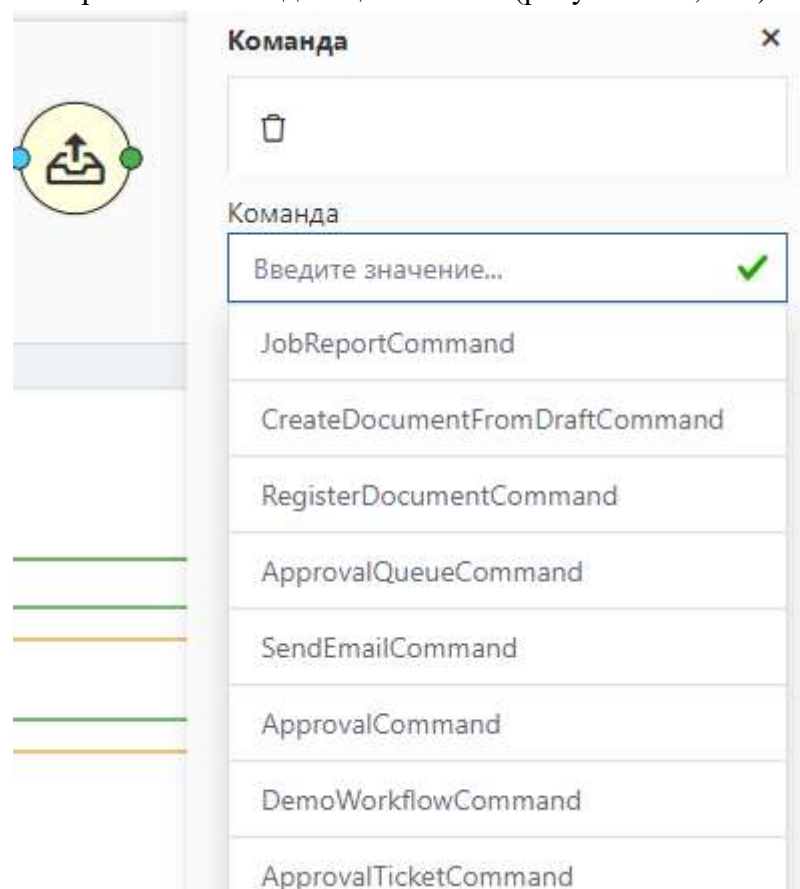 Команда
Команда
Введите значение...
JobReportCommand
CreateDocumentFromDraftCommand
RegisterDocumentCommand
ApprovalQueueCommand
SendEmailCommand
ApprovalCommand
DemoWorkflowCommand
ApprovalTicketCommand